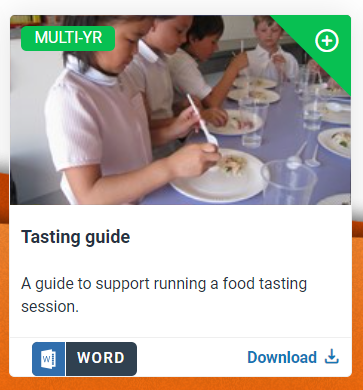 MULTI-YR
Tasting guide
A guide to support running a food tasting
session.
W WORD
Download